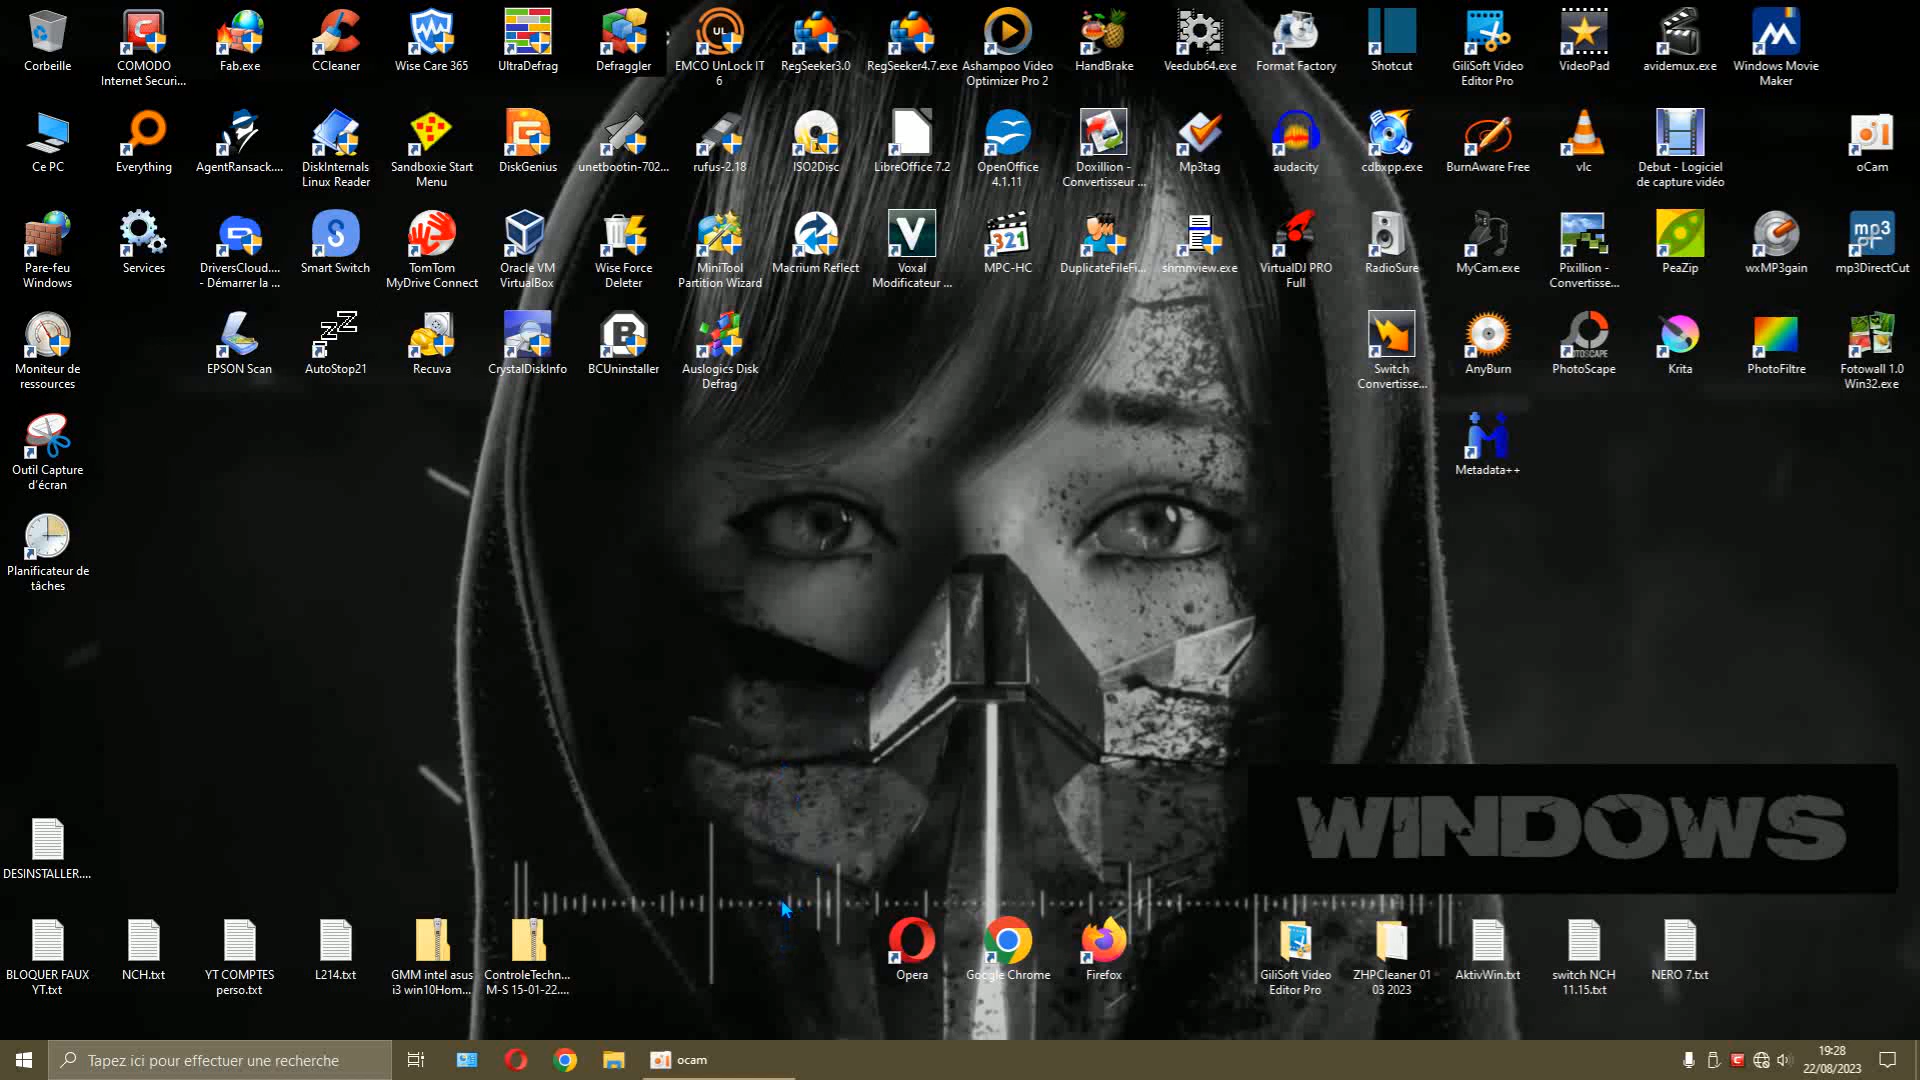 Corbeille
COMODO
Internet Securi...
Fab.exe
CCleaner
Wise Care 365
UltraDefrag
Defraggler
UL
EMCO UnLock IT
6
RegSeeker3.0
RegSeeker4.7.exe
Ashampoo Video
Optimizer Pro 2
HandBrake
Veedub64.exe
Format Factory
Shotcut
GiliSoft Video
Editor Pro
VideoPad
avidemux.exe
Windows Movie
Maker
Ce PC
Everything
AgentRansack....
DiskInternals
Linux Reader
Sandboxie Start
Menu
DiskGenius
unetbootin-702...
rufus-2.18
ISO2Disc
LibreOffice 7.2
OpenOffice
4.1.11
Doxillion -
Convertisseur ...
Mp3tag
audacity
cdbxpp.exe
BurnAware Free
vlc
Debut - Logiciel
de capture vidéo
oCam
Pare-feu
Windows
Services
DriversCloud....
- Démarrer la ...
Smart Switch
TomTom
MyDrive Connect
Oracle VM
VirtualBox
Wise Force
Deleter
MiniTool
Partition Wizard
Macrium Reflect
Voxal
Modificateur ...
321
MPC-HC
DuplicateFileFi...
shmnview.exe
VirtualDJ PRO
Full
RadioSure
MyCam.exe
Pixillion -
Convertisse...
PeaZip
wxMP3gain
mp3
mp3DirectCut
Moniteur de
ressources
EPSON Scan
AutoStop21
Recuva
CrystalDiskInfo
BCUninstaller
Auslogics Disk
Defrag
Switch
Convertisse...
AnyBurn
PhotoScape
Krita
PhotoFiltre
Fotowall 1.0
Win32.exe
Outil Capture
d'écran
Metadata++
Planificateur de
tâches
WINDOWS
DESINSTALLER....
BLOQUER FAUX
YT.txt
NCH.txt
YT COMPTES
perso.txt
L214.txt
GMM intel asus
i3 win10Hom...
ControleTechn...
M-S 15-01-22....
Opera
Google Chrome
Firefox
GiliSoft Video
Editor Pro
ZHPCleaner 01
03 2023
AktivWin.txt
switch NCH
11.15.txt
NERO 7.txt
Tapez ici pour effectuer une recherche
ocam
19:28
22/08/2023